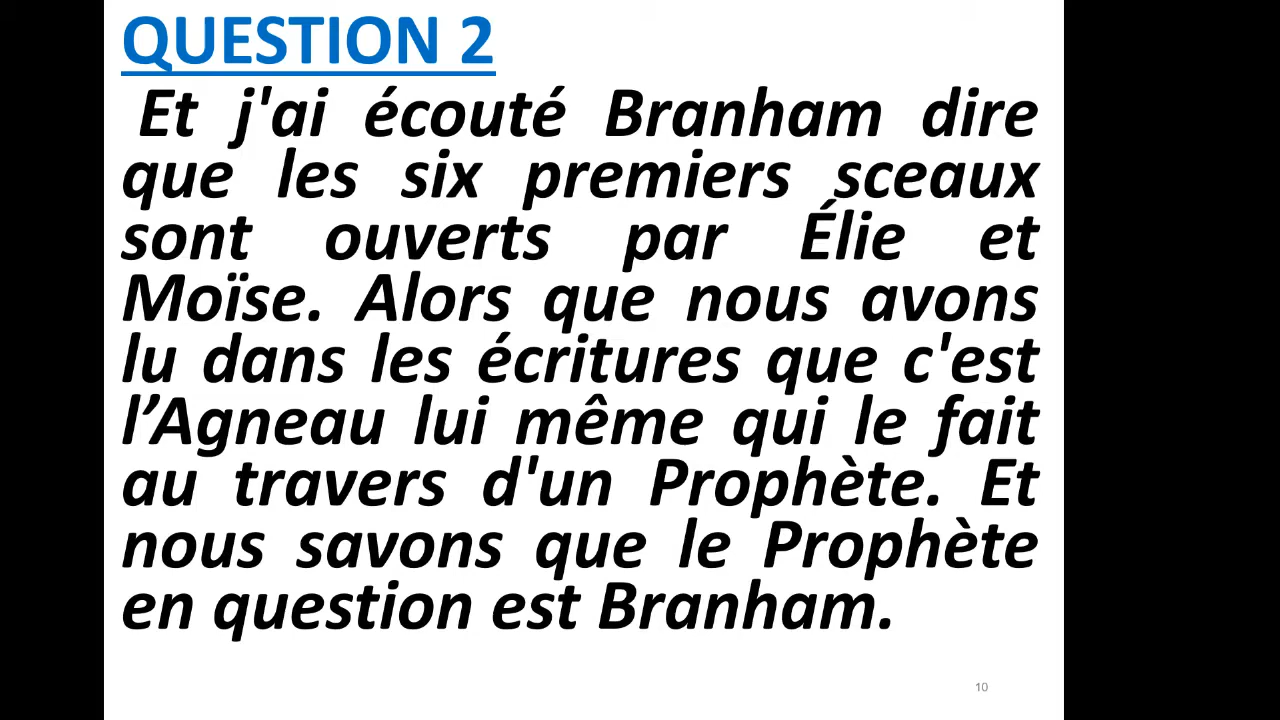 QUESTION 2
Et j'ai écouté Branham dire
que les six premiers sceaux
sont ouverts par Élie et
Moïse. Alors que nous avons
lu dans les écritures que c'est
l’Agneau lui même qui le fait
au travers d'un Prophète. Et
nous savons que le Prophète
en question est Branham.
10